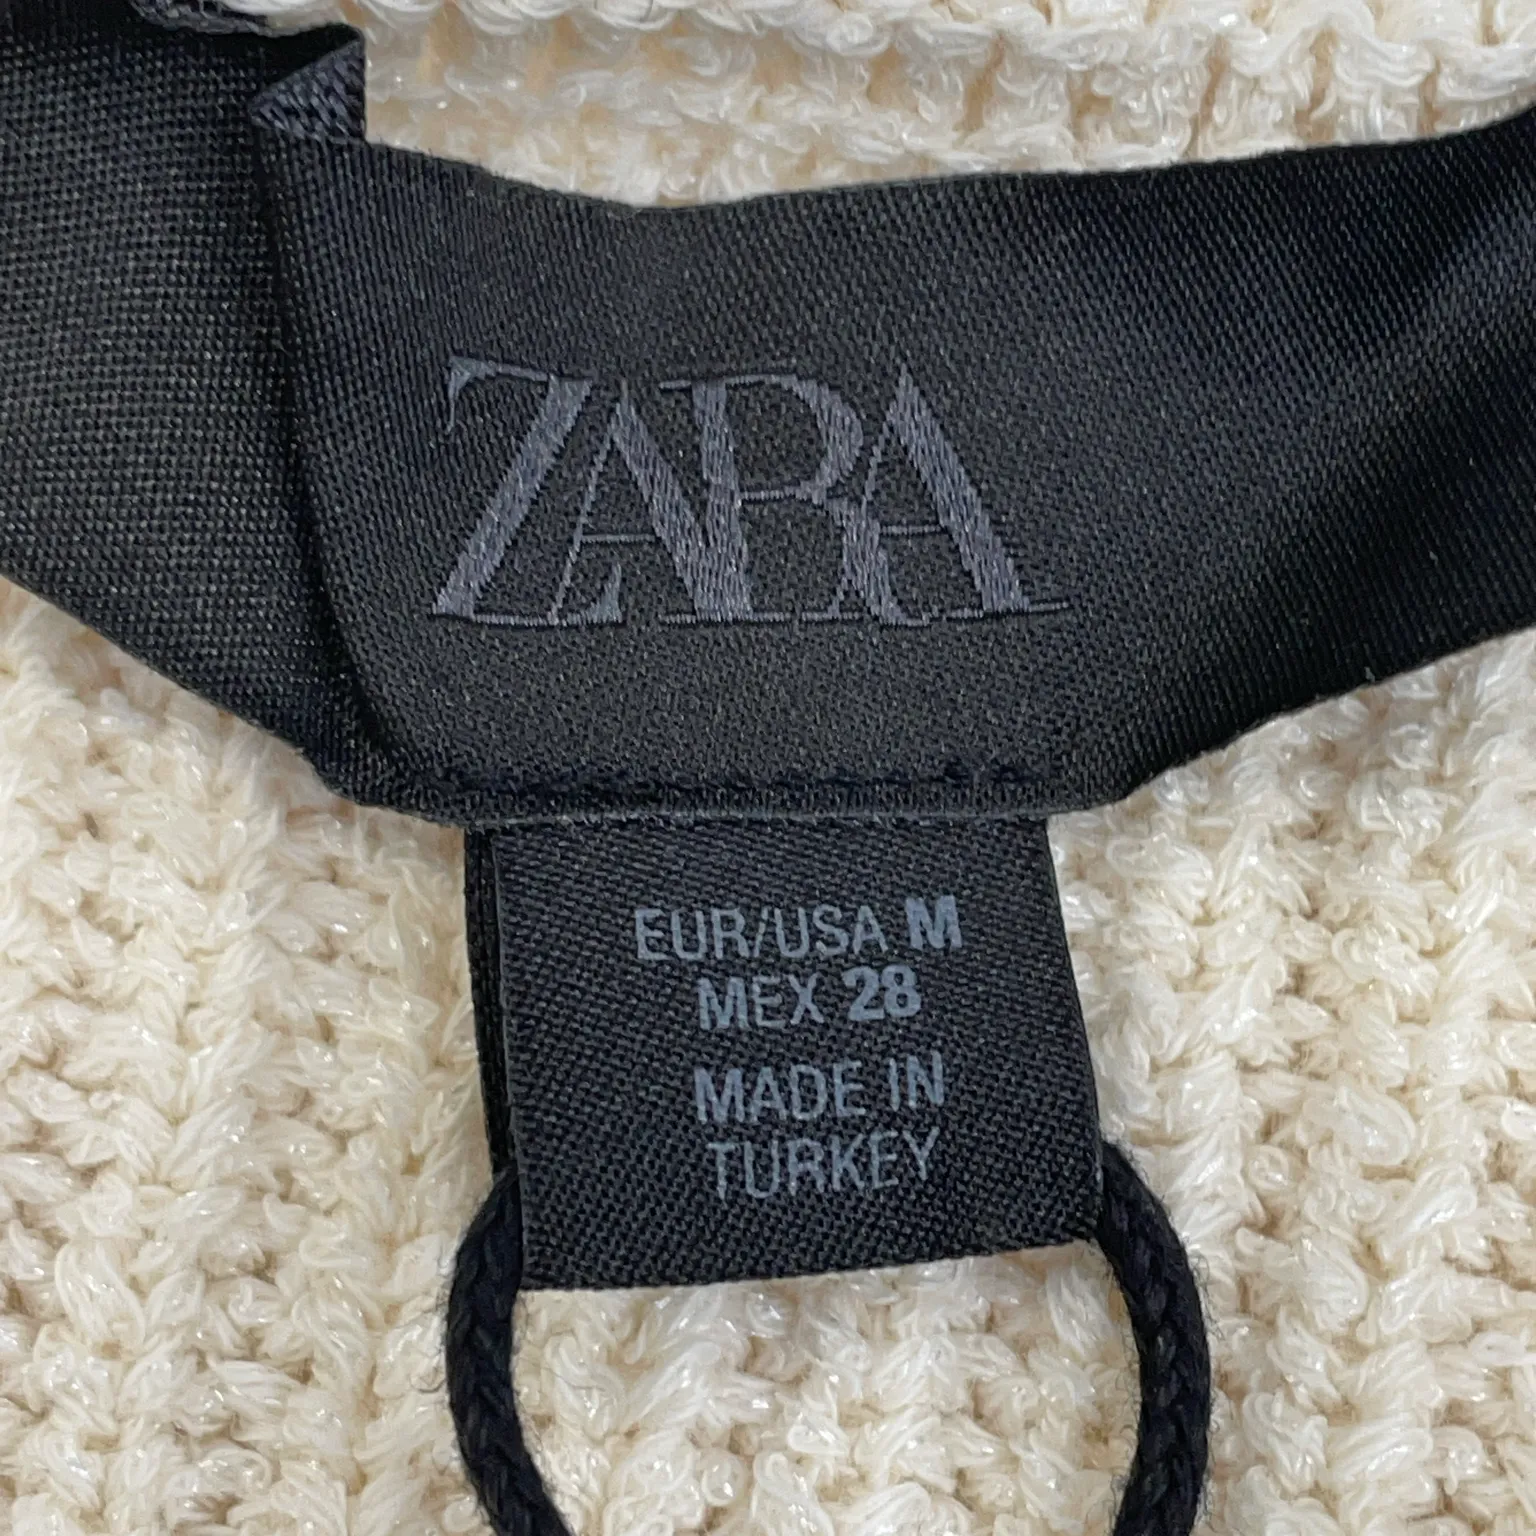 ZARA
EUR/USA M
MEX 28
MADE IN
TURKEY